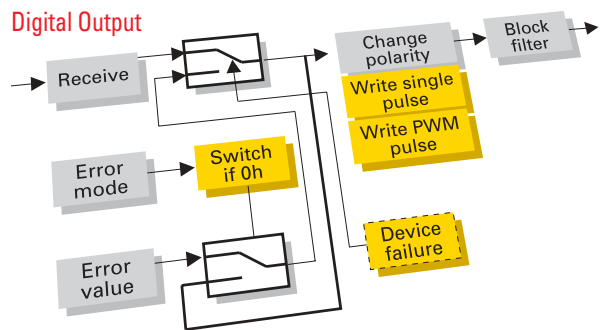 Digital Output
Receive
Change
polarity
Block
filter
Write single
pulse
Write PWM
pulse
Error
mode
Switch
if 0h
Device
failure
Error
value